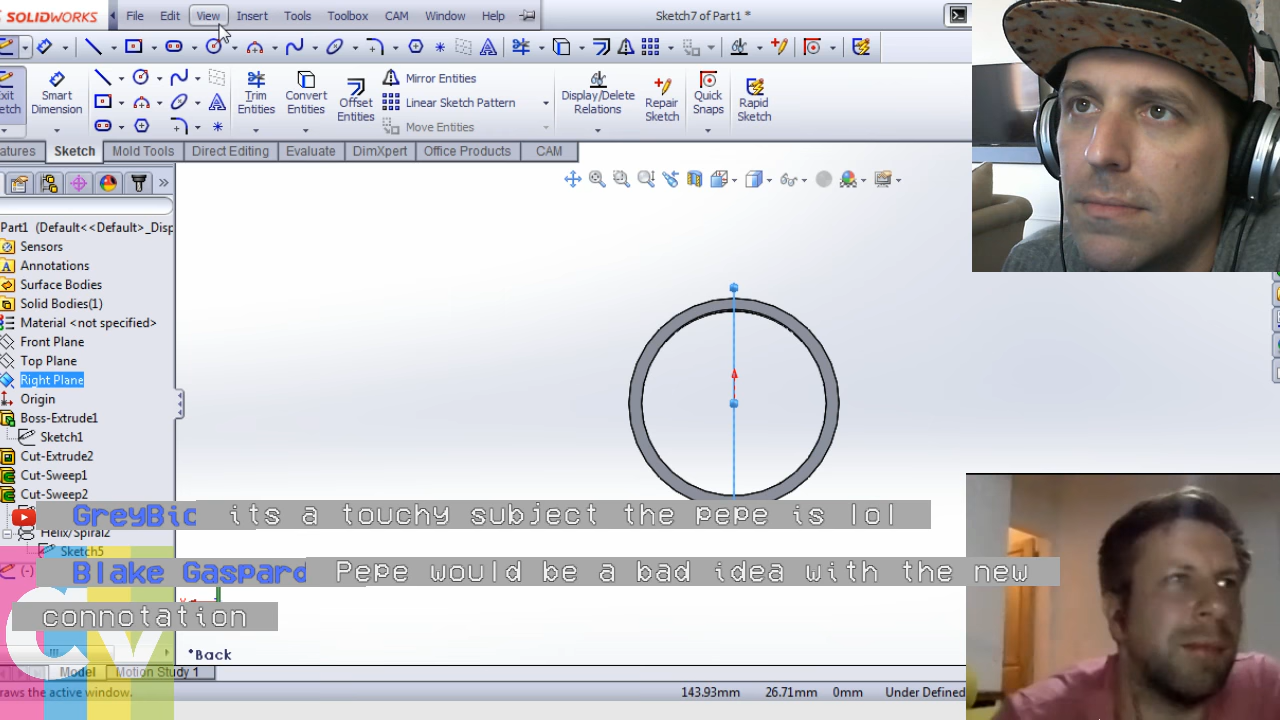 SOLIDWORKS File Edit View Insert Tools Toolbox CAM Window Help Sketch7 of Part1 *
Smart Dimension
Trim Entities
Convert Entities
Offset Entities
Mirror Entities
Linear Sketch Pattern
Move Entities
Display/Delete Relations
Repair Sketch
Quick Snaps
Rapid Sketch
atures Sketch Mold Tools Direct Editing Evaluate DimXpert Office Products CAM
Part1 (Default<<Default>_Disp
Sensors
Annotations
Surface Bodies
Solid Bodies(1)
Material <not specified>
Front Plane
Top Plane
Right Plane
Origin
Boss-Extrude1
Sketch1
Cut-Extrude2
Cut-Sweep1
Cut-Sweep2
GreyBic its a touchy subject the pepe is lol
Helix/Spiral2
Sketch5
(-)
Blake Gaspard Pepe would be a bad idea with the new
connotation
CV
*Back
Model Motion Study 1
raws the active window. 143.93mm 26.71mm 0mm Under Defined